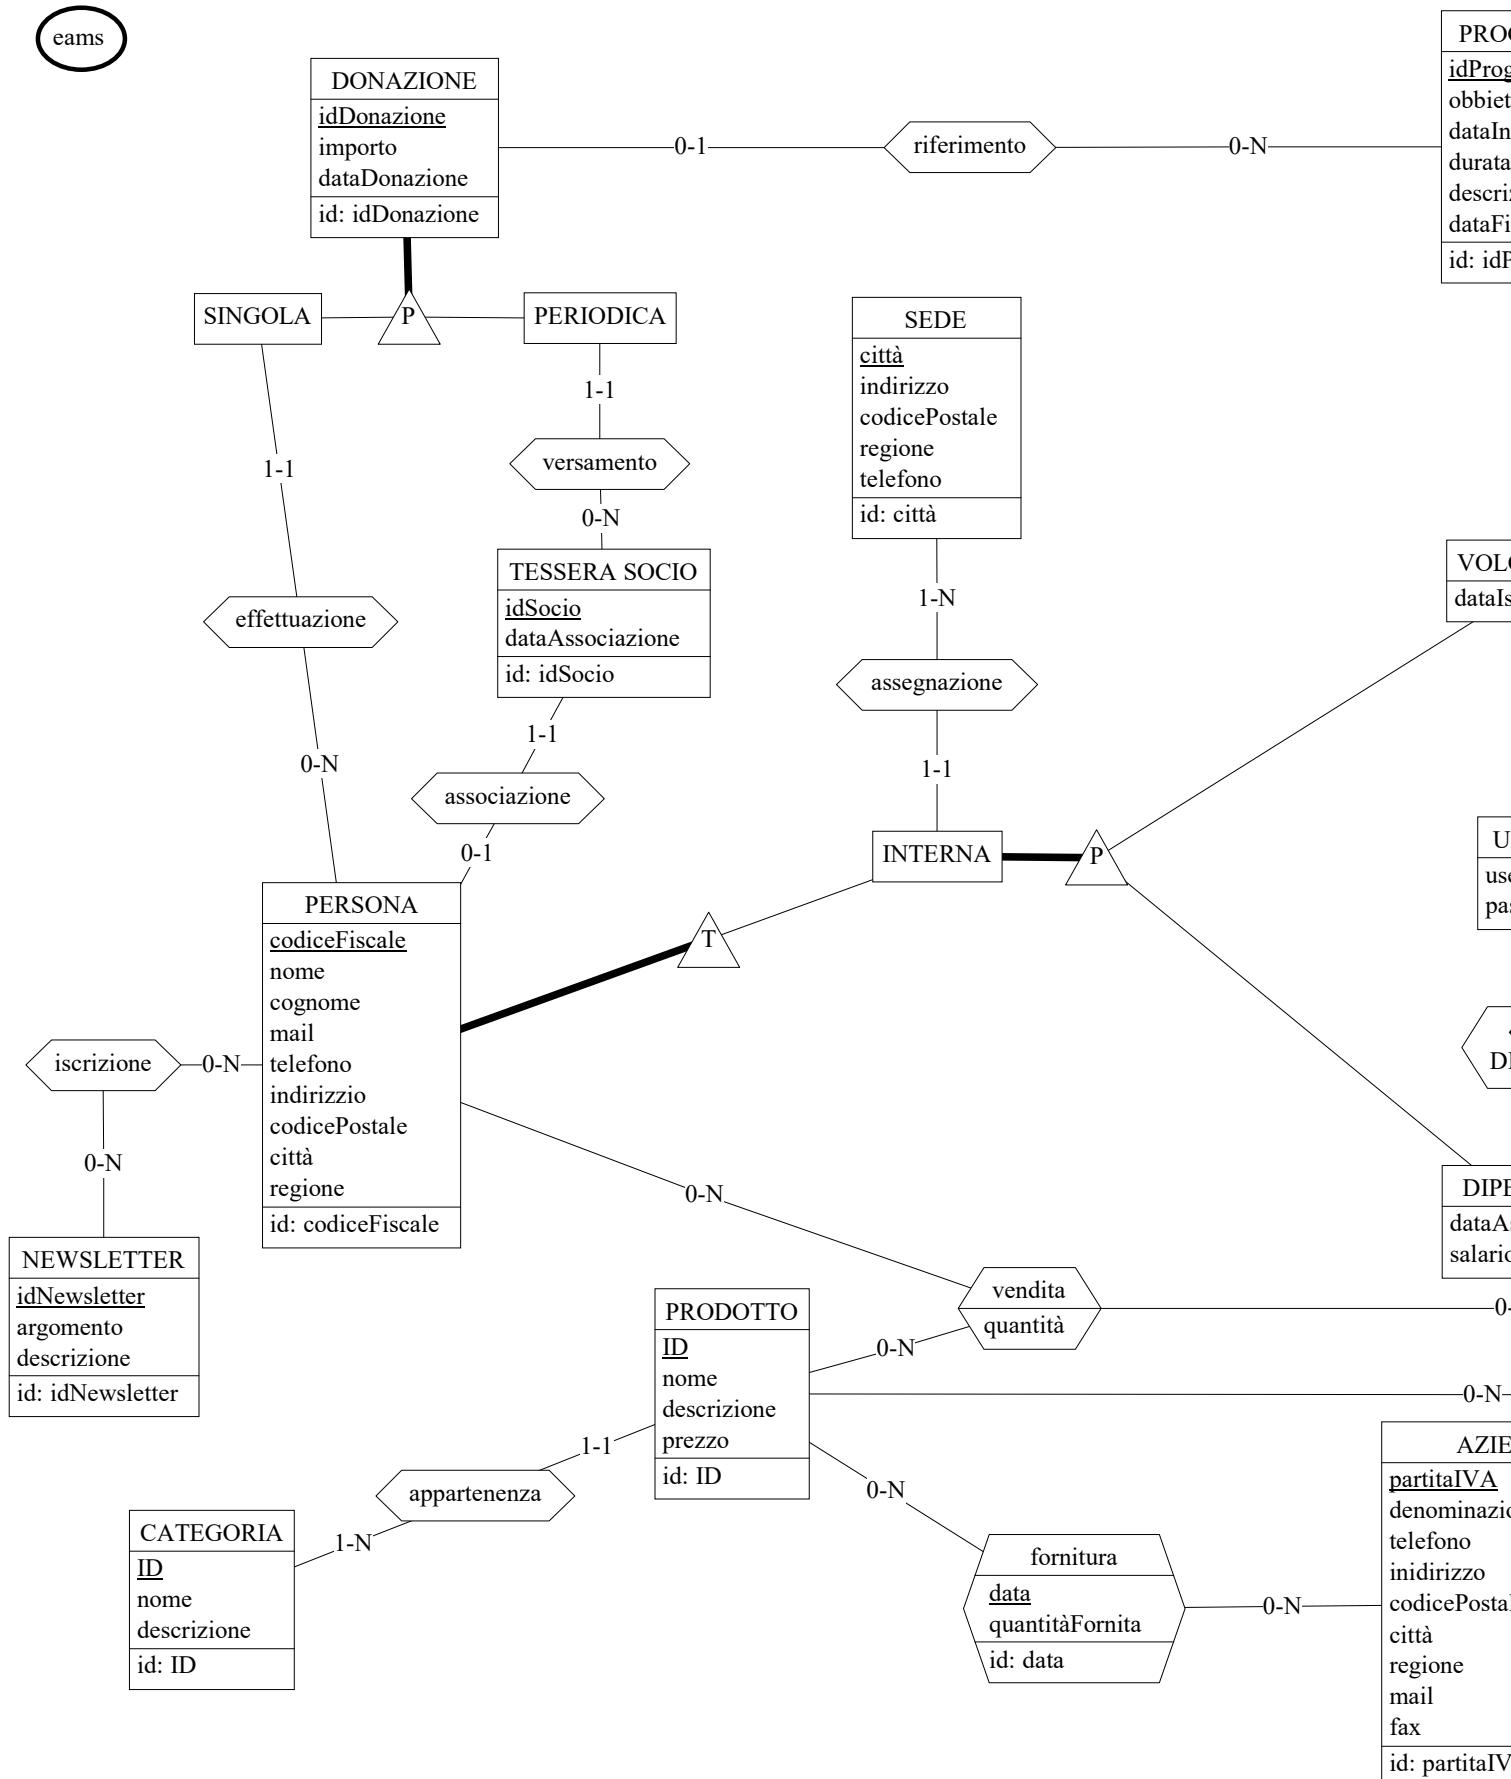 eams
DONAZIONE
idDonazione
importo
dataDonazione
id: idDonazione
0-1
riferimento
0-N
SINGOLA
P
PERIODICA
1-1
versamento
0-N
1-1
effettuazione
0-N
TESSERA SOCIO
idSocio
dataAssociazione
id: idSocio
1-1
associazione
0-1
SEDE
città
indirizzo
codicePostale
regione
telefono
id: città
1-N
assegnazione
1-1
INTERNA
P
T
PERSONA
codiceFiscale
nome
cognome
mail
telefono
indirizzio
codicePostale
città
regione
id: codiceFiscale
iscrizione
0-N
0-N
NEWSLETTER
idNewsletter
argomento
descrizione
id: idNewsletter
0-N
vendita
quantità
PRODOTTO
ID
nome
descrizione
prezzo
id: ID
0-N
0-N
1-1
appartenenza
1-N
CATEGORIA
ID
nome
descrizione
id: ID
0-N
fornitura
data
quantitàFornita
id: data
0-N
partitaIVA
telefono
inidirizzo
città
regione
mail
fax
durata
id:
id: